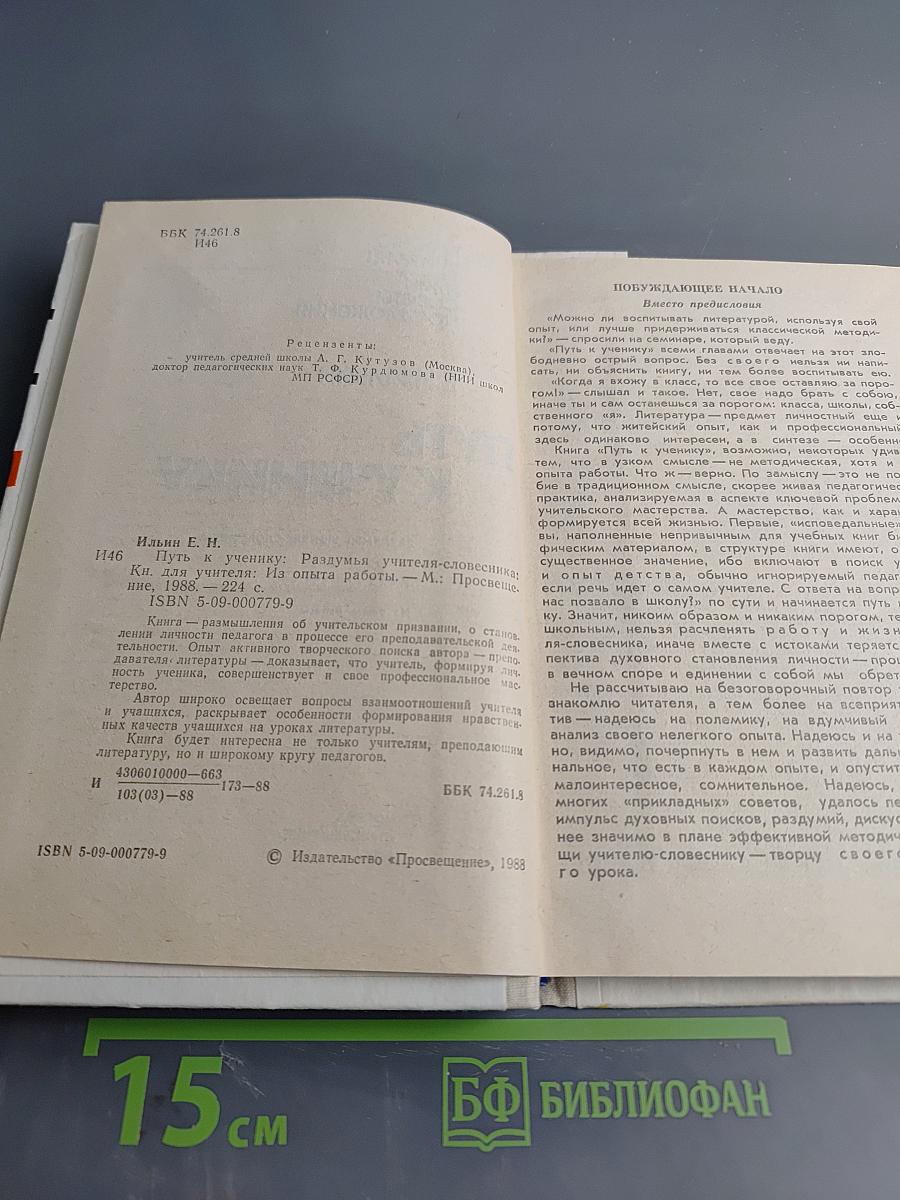 ББК 74.261.8
И46
Рецензенты:
учитель средней школы А. Г. Кутузов (Москва),
доктор педагогических наук Т. Ф. Курдюмова (НИИ школ
МП РСФСР)
Ильин Е. Н.
И46 Путь к ученику: Раздумья учителя-словесника:
Кн. для учителя: Из опыта работы.— М.: Просвеще-
ние, 1988.— 224 с.
ISBN 5-09-000779-9
Книга — размышления об учительском призвании, о станов-
лении личности педагога в процессе его преподавательской дея-
тельности. Опыт активного творческого поиска автора — препо-
давателя литературы — доказывает, что учитель, формируя лич-
ность ученика, совершенствует и свое профессиональное мас-
терство.
Автор широко освещает вопросы взаимоотношений учителя
и учащихся, раскрывает особенности формирования нравствен-
ных качеств учащихся на уроках литературы.
Книга будет интересна не только учителям, преподающим
литературу, но и широкому кругу педагогов.
И 4306010000—663
103(03)—88 173—88
ББК 74.261.8
ISBN 5-09-000779-9
© Издательство «Просвещение», 1988
ПОБУЖДАЮЩЕЕ НАЧАЛО
Вместо предисловия
«Можно ли воспитывать литературой, используя свой
опыт, или лучше придерживаться классической методи-
ки?» — спросили на семинаре, который веду.
«Путь к ученику» всеми главами отвечает на этот зло-
бодневно острый вопрос. Без своего нельзя ни напи-
сать, ни объяснить книгу, ни тем более воспитывать ею.
«Когда я вхожу в класс, то все свое оставляю за поро-
гом!» — слышал и такое. Нет, свое надо брать с собою,
иначе ты и сам останешься за порогом: класса, школы, соб-
ственного «я». Литература — предмет личностный еще и
потому, что житейский опыт, как и профессиональный
здесь одинаково интересен, а в синтезе — особенно
Книга «Путь к ученику», возможно, некоторых удив
тем, что в узком смысле — не методическая, хотя и
опыта работы. Что ж — верно. По замыслу — это не по
бие в традиционном смысле, скорее живая педагогичес
практика, анализируемая в аспекте ключевой проблем
учительского мастерства. А мастерство, как и хара
формируется всей жизнью. Первые, «исповедальные»
вы, наполненные непривычным для учебных книг би
фическим материалом, в структуре книги имеют, о
существенное значение, ибо включают в поиск у
и опыт детства, обычно игнорируемый педаг
если речь идет о самом учителе. С ответа на вопр
нас позвало в школу?» по сути и начинается путь
ку. Значит, никоим образом и никаким порогом, те
школьным, нельзя расчленять работу и жизн
ля-словесника, иначе вместе с истоками теряетс
пектива духовного становления личности — проц
в вечном споре и единении с собой мы обрет
Не рассчитываю на безоговорочный повтор т
знакомлю читателя, а тем более на всеприят
тив — надеюсь на полемику, на вдумчивый
анализ своего нелегкого опыта. Надеюсь и на т
но, видимо, почерпнуть в нем и развить даль
нальное, что есть в каждом опыте, и опустит
малоинтересное, сомнительное. Надеюсь,
многих «прикладных» советов, удалось пе
импульс духовных поисков, раздумий, дискус
нее значимо в плане эффективной методич
щи учителю-словеснику — творцу своег
го урока.
15 см
БФ БИБЛИОФАН